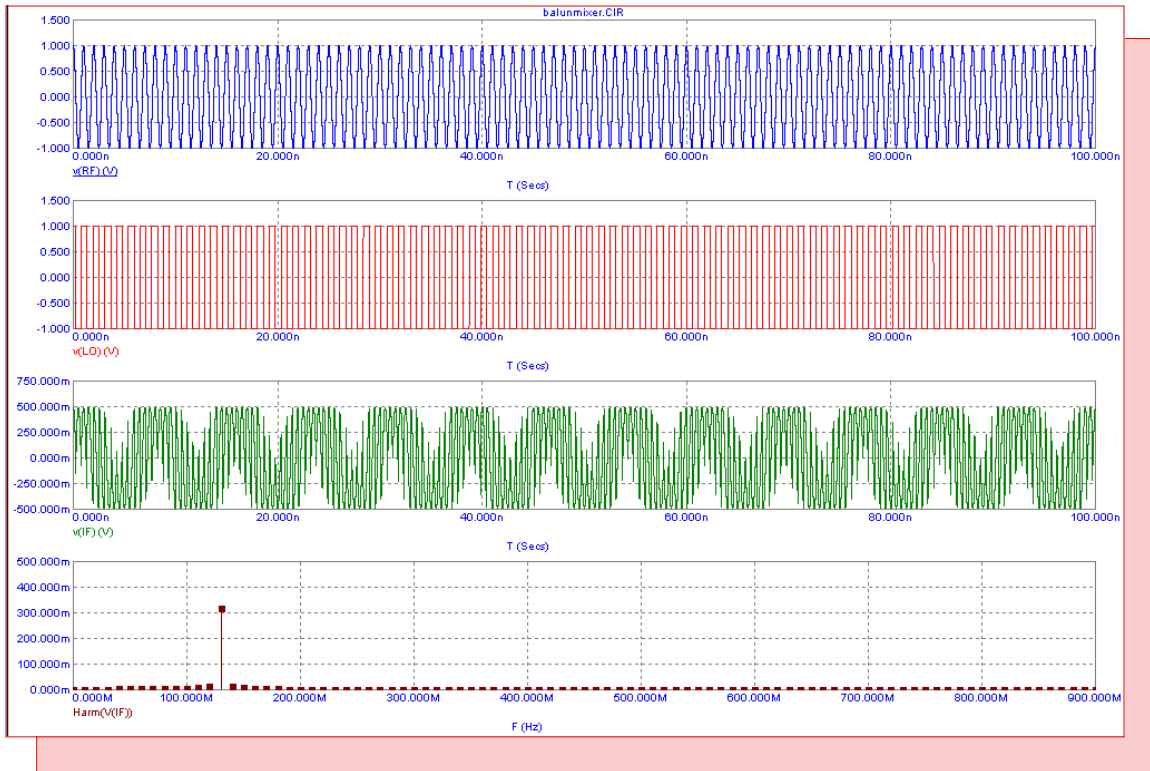 balunmixer.CIR
1.500
1.000
0.500
0.000
-0.500
-1.000
0.000n 20.000n 40.000n 60.000n 80.000n 100.000n
v(RF) (V)
T (Secs)
1.500
1.000
0.500
0.000
-0.500
-1.000
0.000n 20.000n 40.000n 60.000n 80.000n 100.000n
v(LO) (V)
T (Secs)
750.000m
500.000m
250.000m
0.000m
-250.000m
-500.000m
0.000n 20.000n 40.000n 60.000n 80.000n 100.000n
v(IF) (V)
T (Secs)
500.000m
400.000m
300.000m
200.000m
100.000m
0.000m
0.000M 100.000M 200.000M 300.000M 400.000M 500.000M 600.000M 700.000M 800.000M 900.000M
Harm(V(IF))
F (Hz)